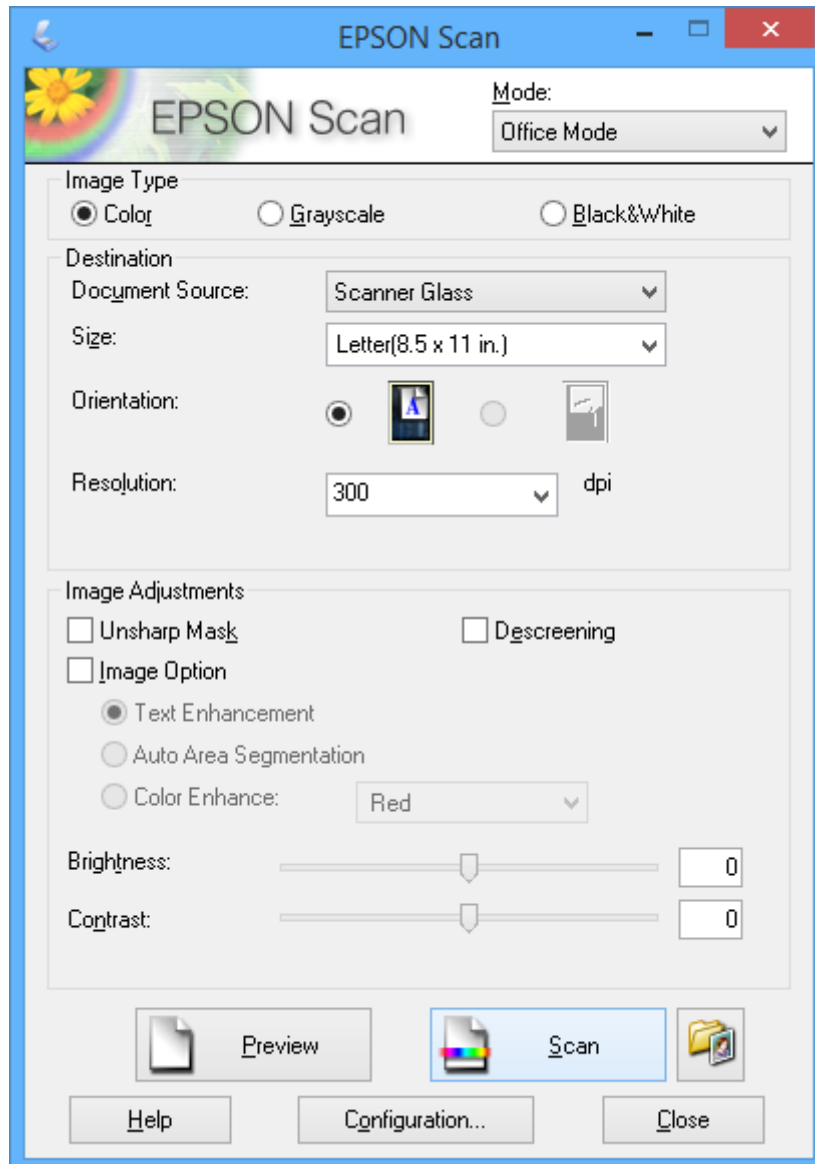 EPSON Scan
EPSON Scan
Mode:
Office Mode
Image Type
Color Grayscale Black&White
Destination
Document Source: Scanner Glass
Size: Letter(8.5 x 11 in.)
Orientation: A
Resolution: 300 dpi
Image Adjustments
Unsharp Mask Descreening
Image Option
Text Enhancement
Auto Area Segmentation
Color Enhance: Red
Brightness: 0
Contrast: 0
Preview Scan
Help Configuration... Close